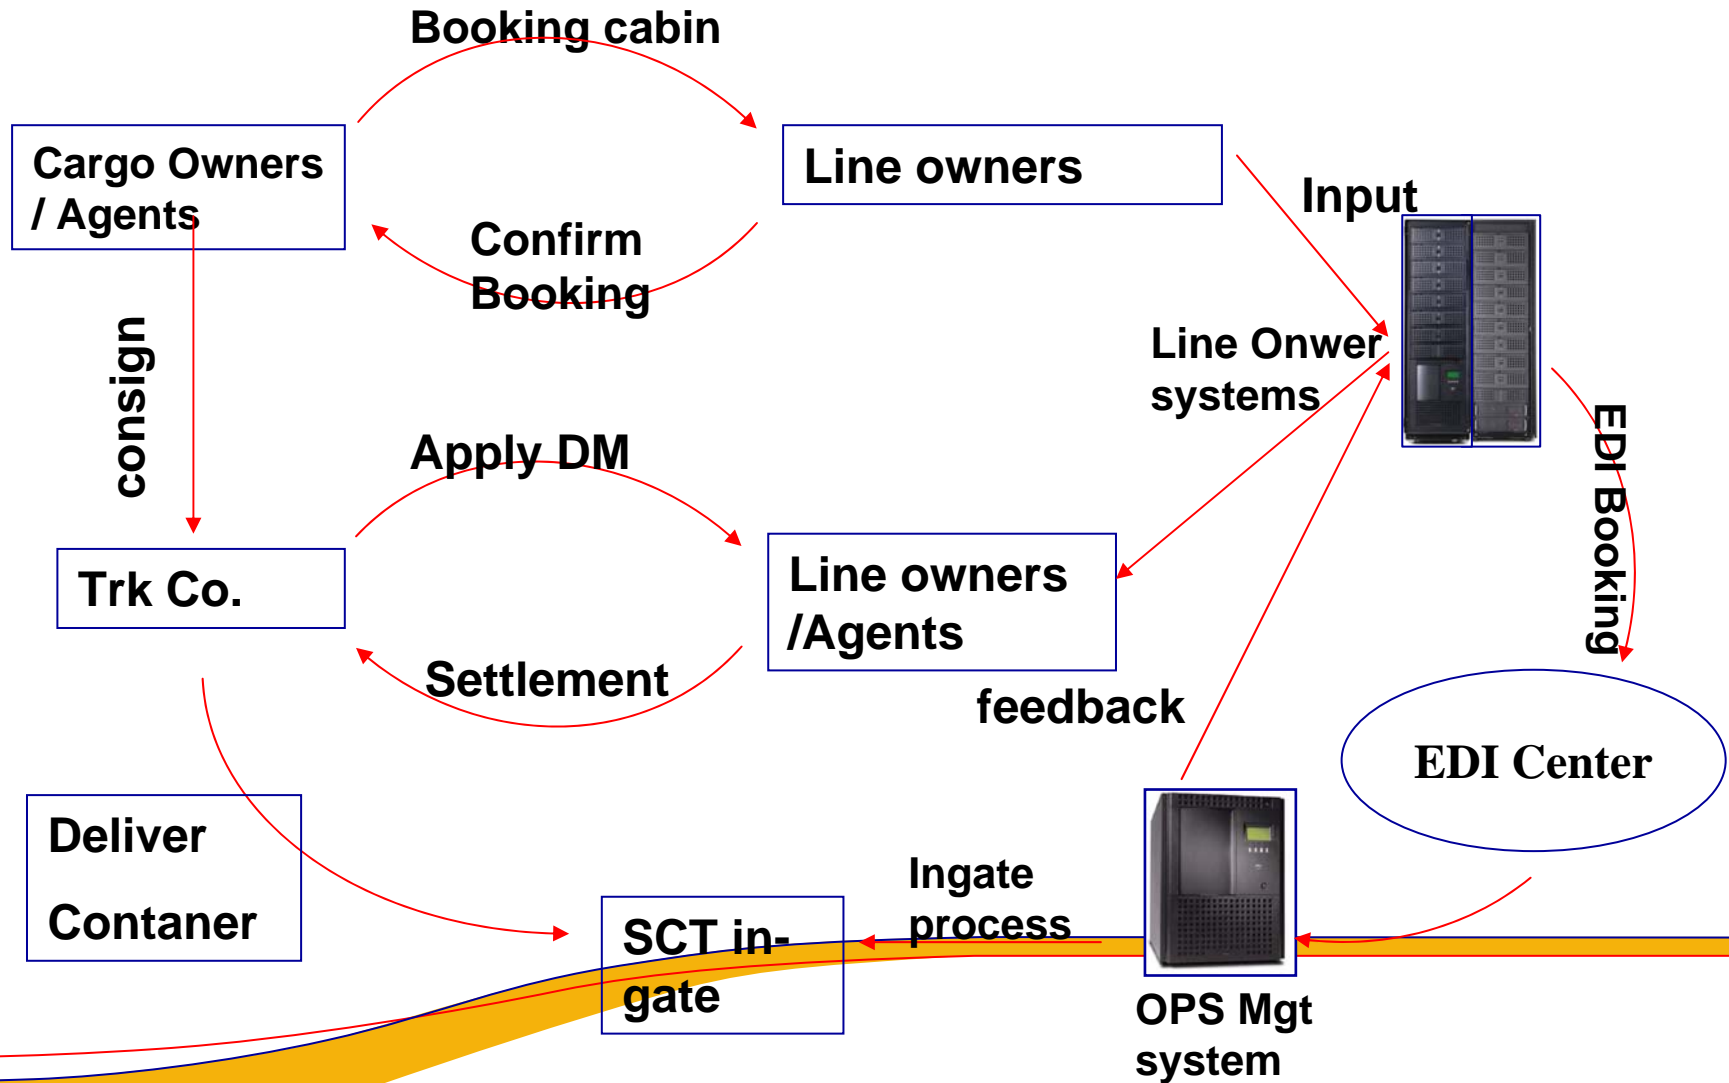 Booking cabin
Cargo Owners
/ Agents
Line owners
Input
Confirm
Booking
consign
Line Onwer
systems
Apply DM
EDI Booking
Trk Co.
Line owners
/Agents
Settlement
feedback
EDI Center
Deliver
Contaner
Ingate
process
SCT in-
gate
OPS Mgt
system